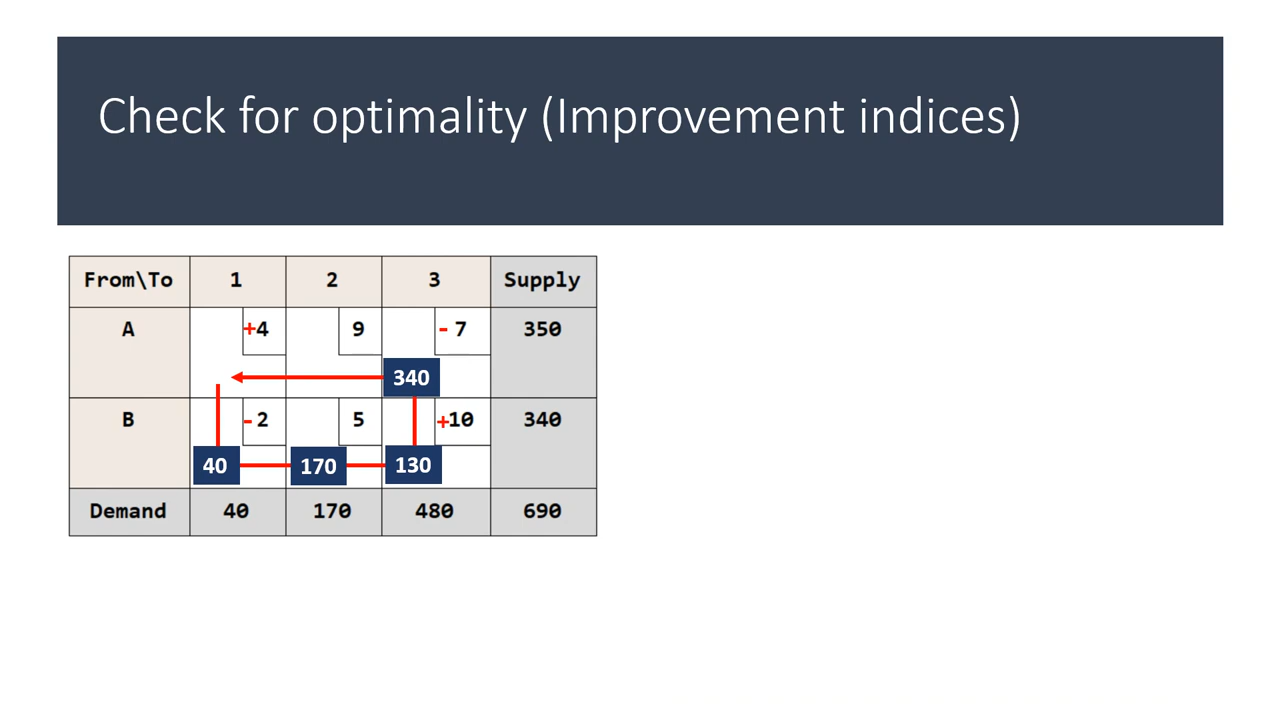 Check for optimality (Improvement indices)
From\To 1 2 3 Supply
A +4 9 - 7 350
340
B -2 5 +10 340
40 170 130
Demand 40 170 480 690